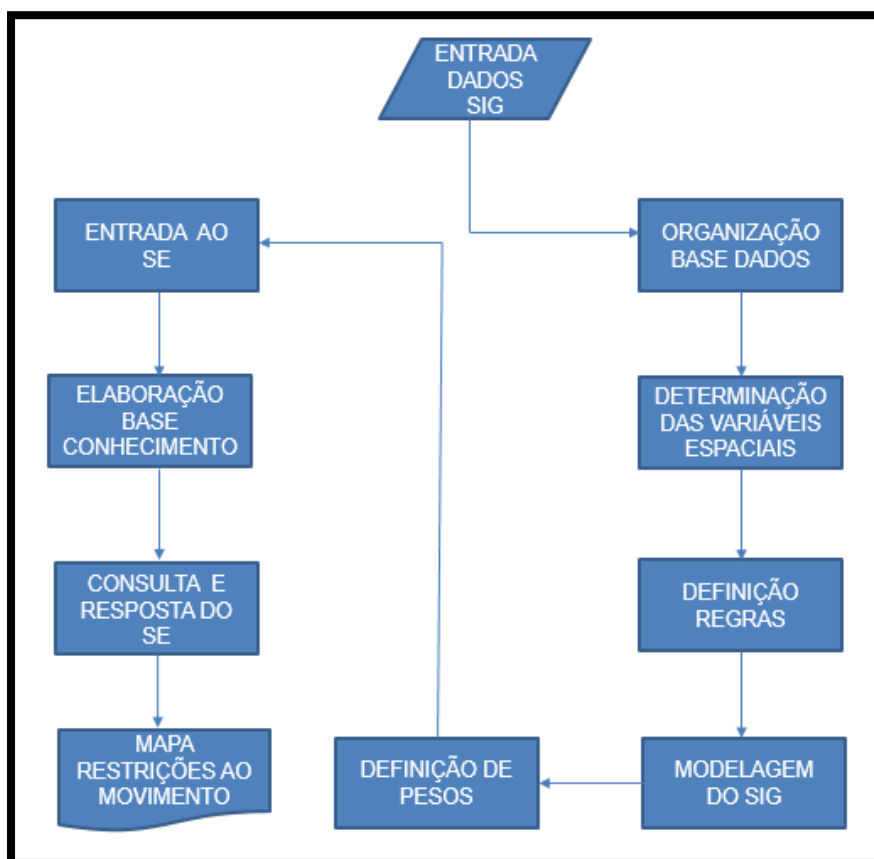 ENTRADA
DADOS
SIG
ORGANIZAÇÃO
BASE DADOS
DETERMINAÇÃO
DAS VARIÁVEIS
ESPACIAIS
DEFINIÇÃO
REGRAS
MODELAGEM
DO SIG
DEFINIÇÃO DE
PESOS
ENTRADA AO
SE
ELABORAÇÃO
BASE
CONHECIMENTO
CONSULTA E
RESPOSTA DO
SE
MAPA
RESTRIÇÕES AO
MOVIMENTO